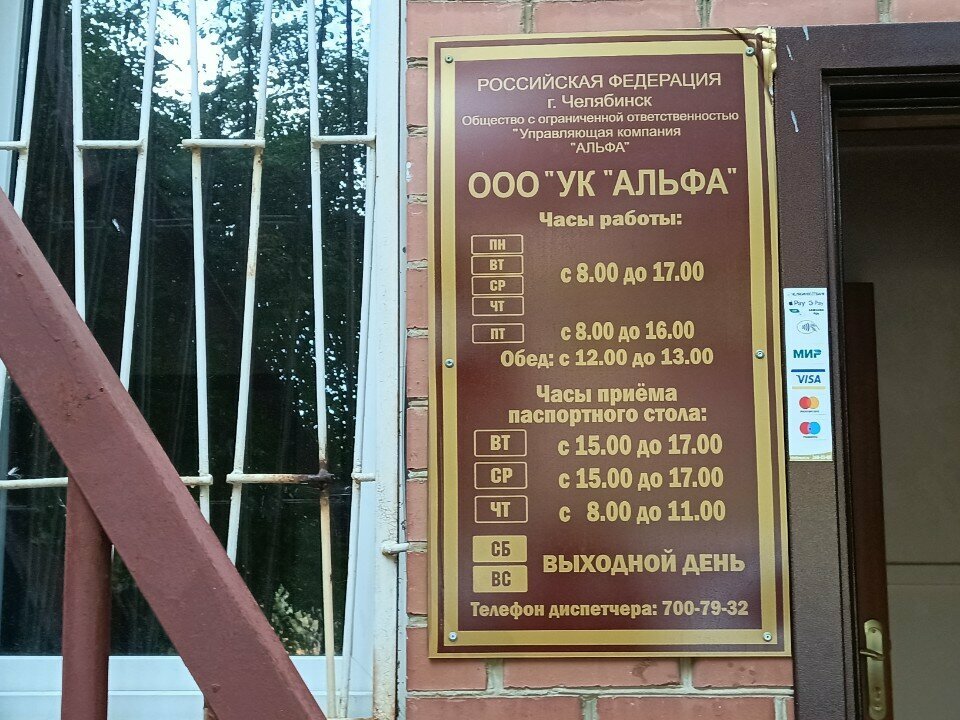 РОССИЙСКАЯ ФЕДЕРАЦИЯ
г. Челябинск
Общество с ограниченной ответственностью
"Управляющая компания
"АЛЬФА"
ООО "УК "АЛЬФА"
Часы работы:
ПН
ВТ
СР
ЧТ
с 8.00 до 17.00
ПТ с 8.00 до 16.00
Обед: с 12.00 до 13.00
Часы приёма
паспортного стола:
ВТ с 15.00 до 17.00
СР с 15.00 до 17.00
ЧТ с 8.00 до 11.00
СБ
ВС
ВЫХОДНОЙ ДЕНЬ
Телефон диспетчера: 700-79-32
Pay G Pay
МИР
VISA